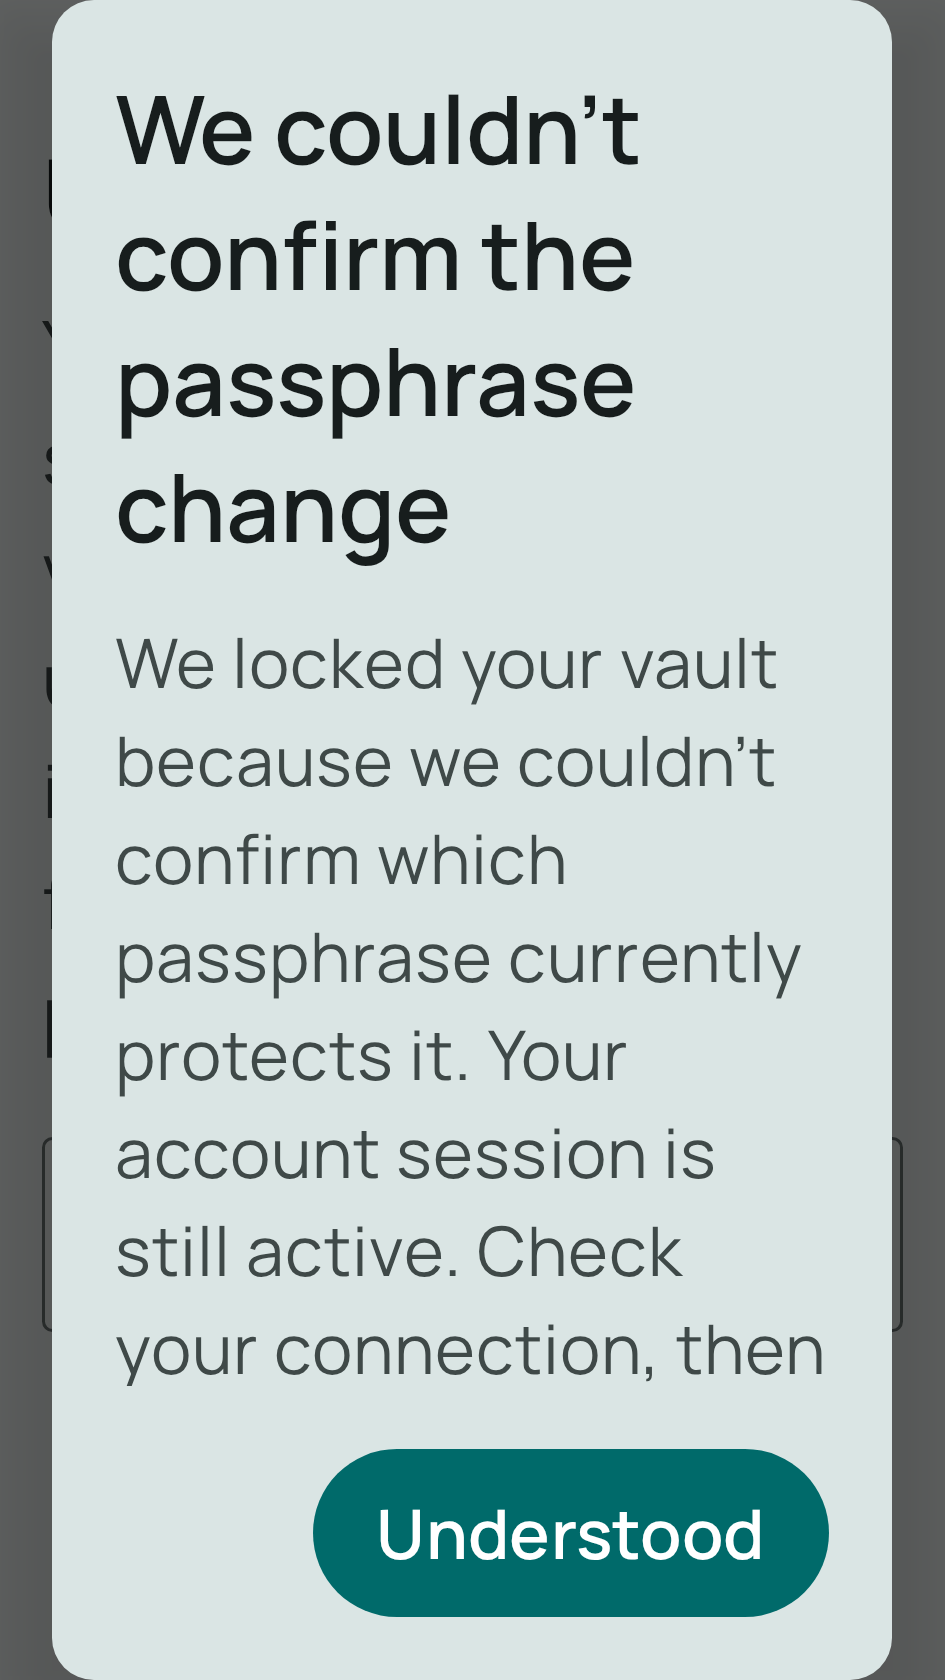 We couldn’t
confirm the
passphrase
change
We locked your vault
because we couldn’t
confirm which
passphrase currently
protects it. Your
account session is
still active. Check
your connection, then
Understood